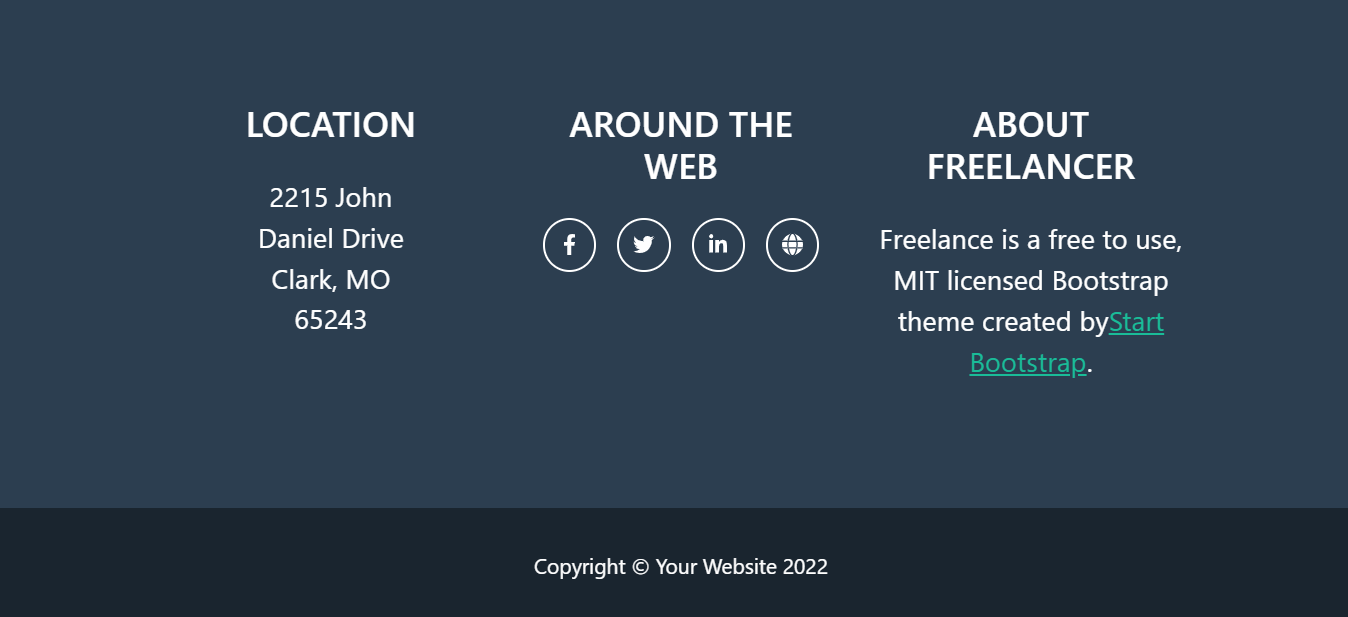 LOCATION
2215 John
Daniel Drive
Clark, MO
65243
AROUND THE
WEB
ABOUT
FREELANCER
Freelance is a free to use,
MIT licensed Bootstrap
theme created byStart
Bootstrap.
Copyright © Your Website 2022